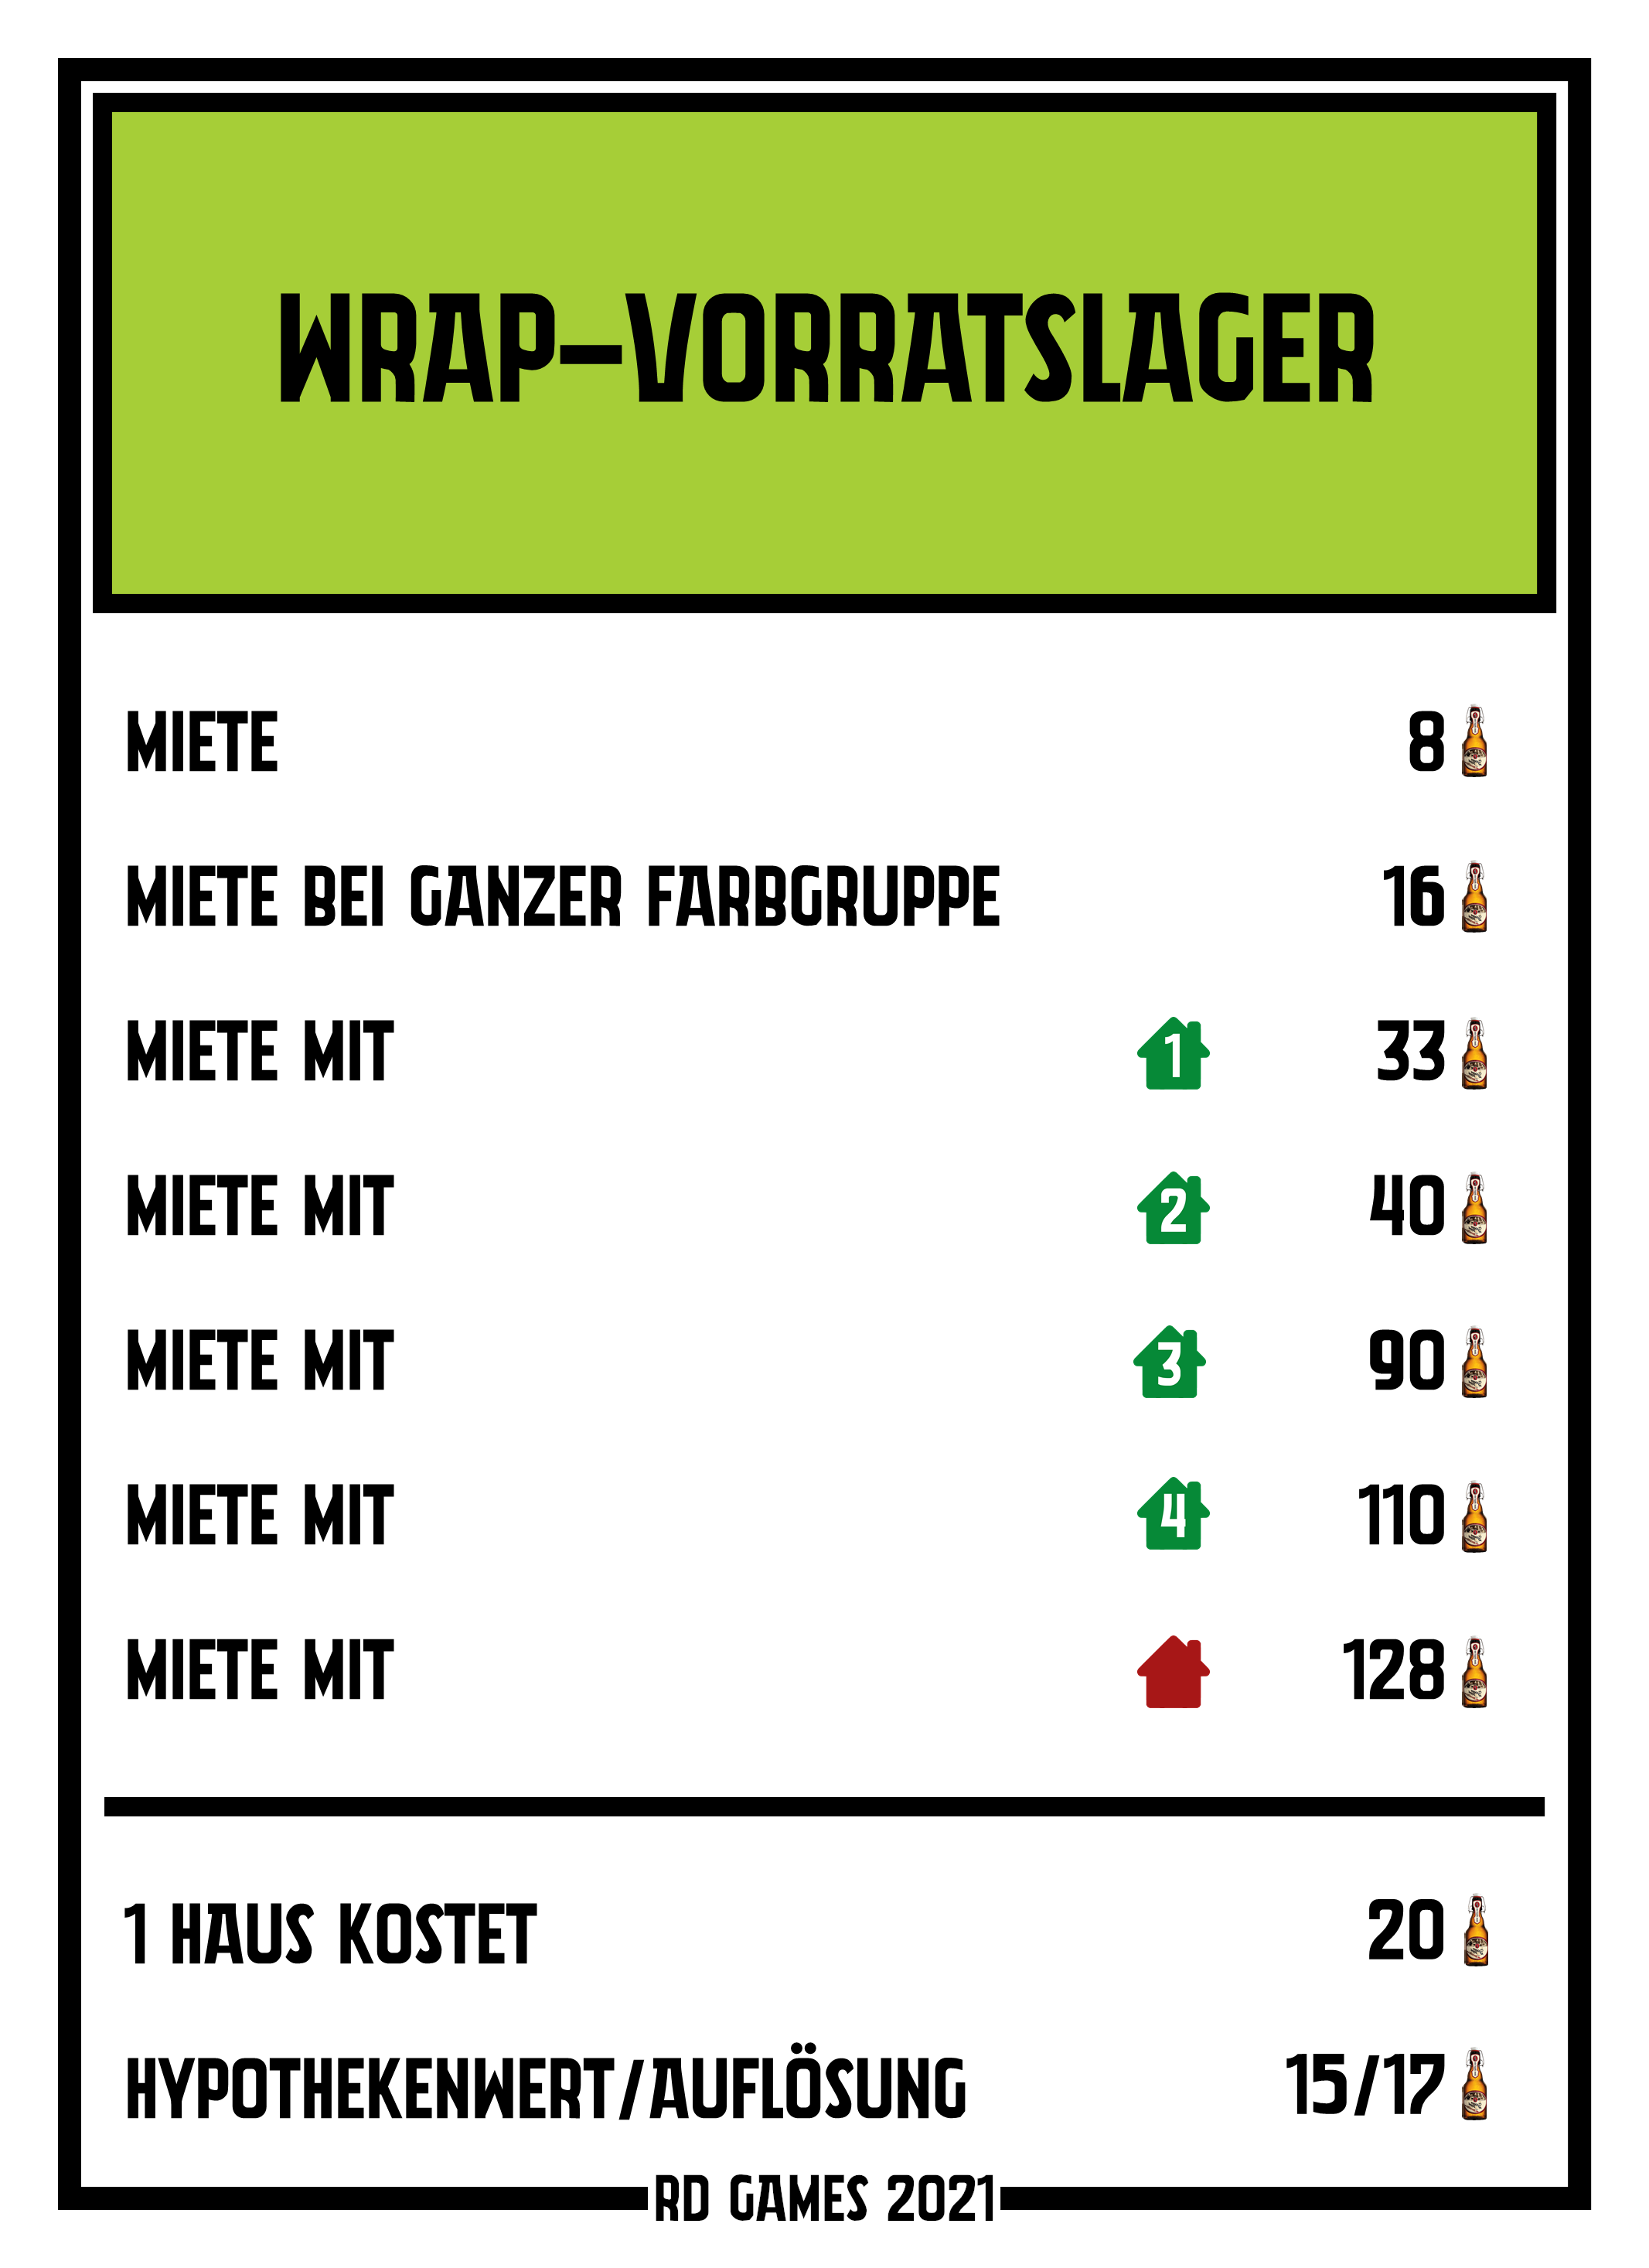 WRAP-VORRATSLAGER
MIETE 8
MIETE BEI GANZER FARBGRUPPE 16
MIETE MIT 1 33
MIETE MIT 2 40
MIETE MIT 3 90
MIETE MIT 4 110
MIETE MIT 128
1 HAUS KOSTET 20
HYPOTHEKENWERT/AUFLÖSUNG 15/17
RD GAMES 2021